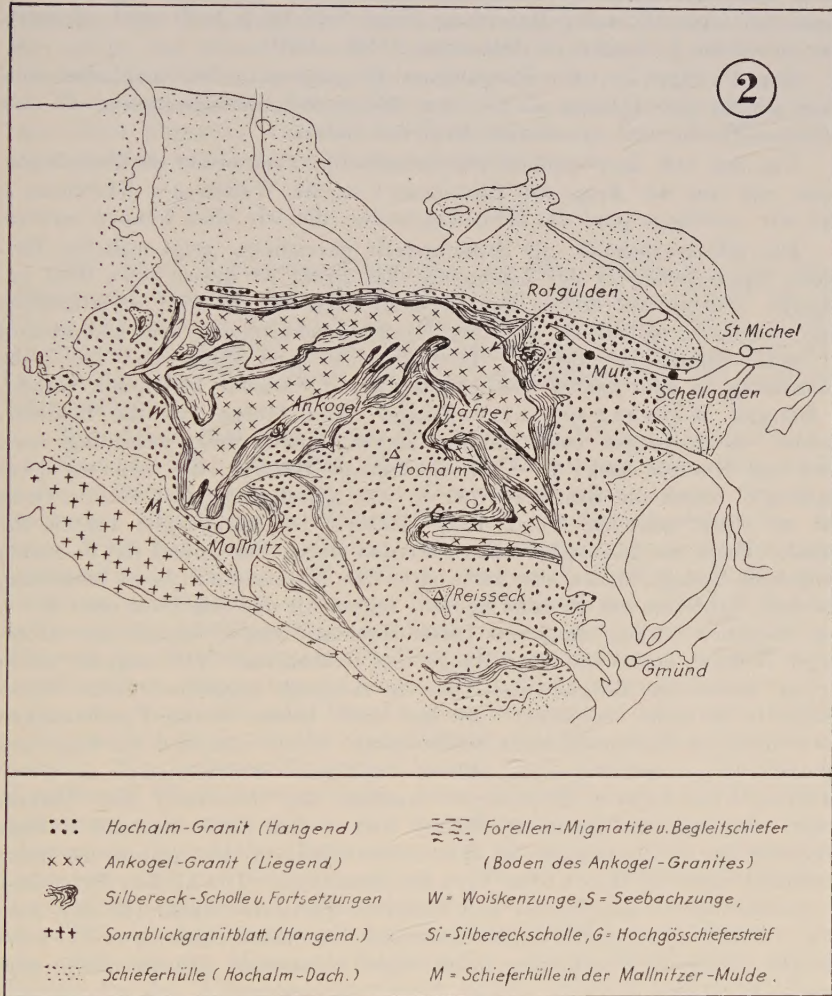 2
Rotgülden
St. Michel
Mur.
Schellgaden
W
Ankogel
Hafner
Hochalm
M
Mallnitz
G
Reisseck
Gmünd
Hochalm-Granit (Hangend)
Ankogel-Granit (Liegend)
Silbereck-Scholle u. Fortsetzungen
Sonnblickgranitblatt. (Hangend.)
Schieferhülle (Hochalm-Dach.)
Forellen-Migmatite u. Begleitschiefer
(Boden des Ankogel-Granites)
W = Woiskenzunge, S = Seebachzunge,
Si = Silbereckscholle, G = Hochgösschieferstreif
M = Schieferhülle in der Mallnitzer-Mulde.